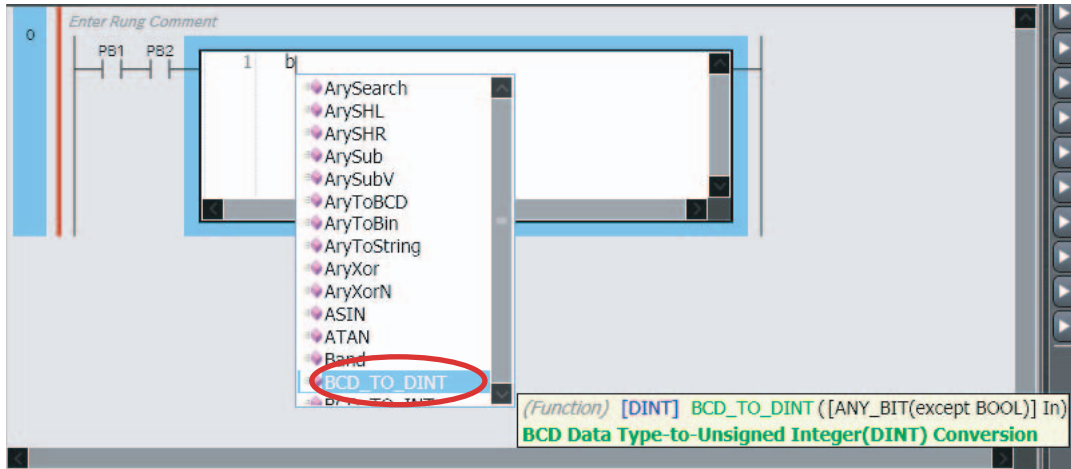 Enter Rung Comment
0
PB1 PB2
1 b
ArySearch
ArySHL
ArySHR
ArySub
ArySubV
AryToBCD
AryToBin
AryToString
AryXor
AryXorN
ASIN
ATAN
Band
BCD_TO_DINT
BCD_TO_INT
(Function) [DINT] BCD_TO_DINT([ANY_BIT(except BOOL)] In)
BCD Data Type-to-Unsigned Integer(DINT) Conversion